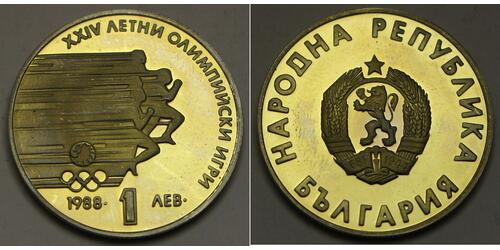 XXIV ЛЕТНИ ОЛИМПИЙСКИ ИГРИ
1988· 1 ЛЕВ·
НАРОДНА РЕПУБЛИКА
БЪЛГАРИЯ